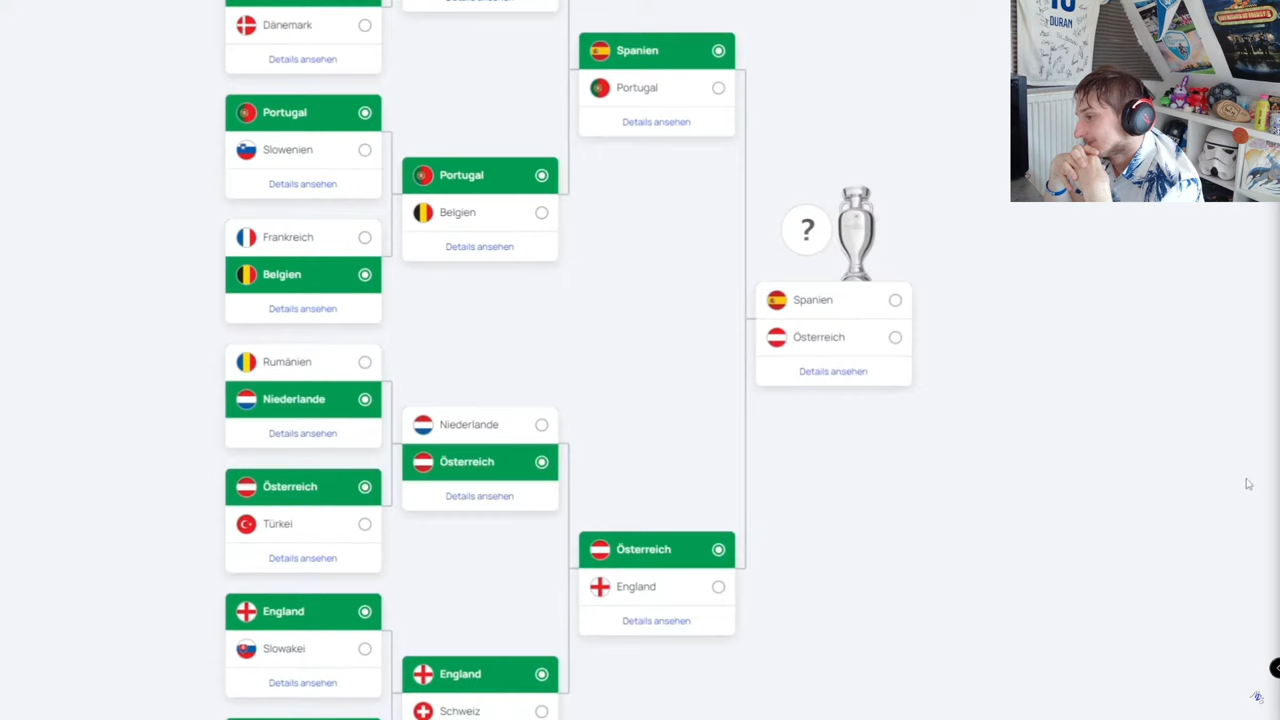 Dänemark
Details ansehen
Portugal
Slowenien
Details ansehen
Frankreich
Belgien
Details ansehen
Rumänien
Niederlande
Details ansehen
Österreich
Türkei
Details ansehen
England
Slowakei
Details ansehen
Portugal
Belgien
Details ansehen
Niederlande
Österreich
Details ansehen
England
Schweiz
Spanien
Portugal
Details ansehen
Österreich
England
Details ansehen
?
Spanien
Österreich
Details ansehen
10
DURAN